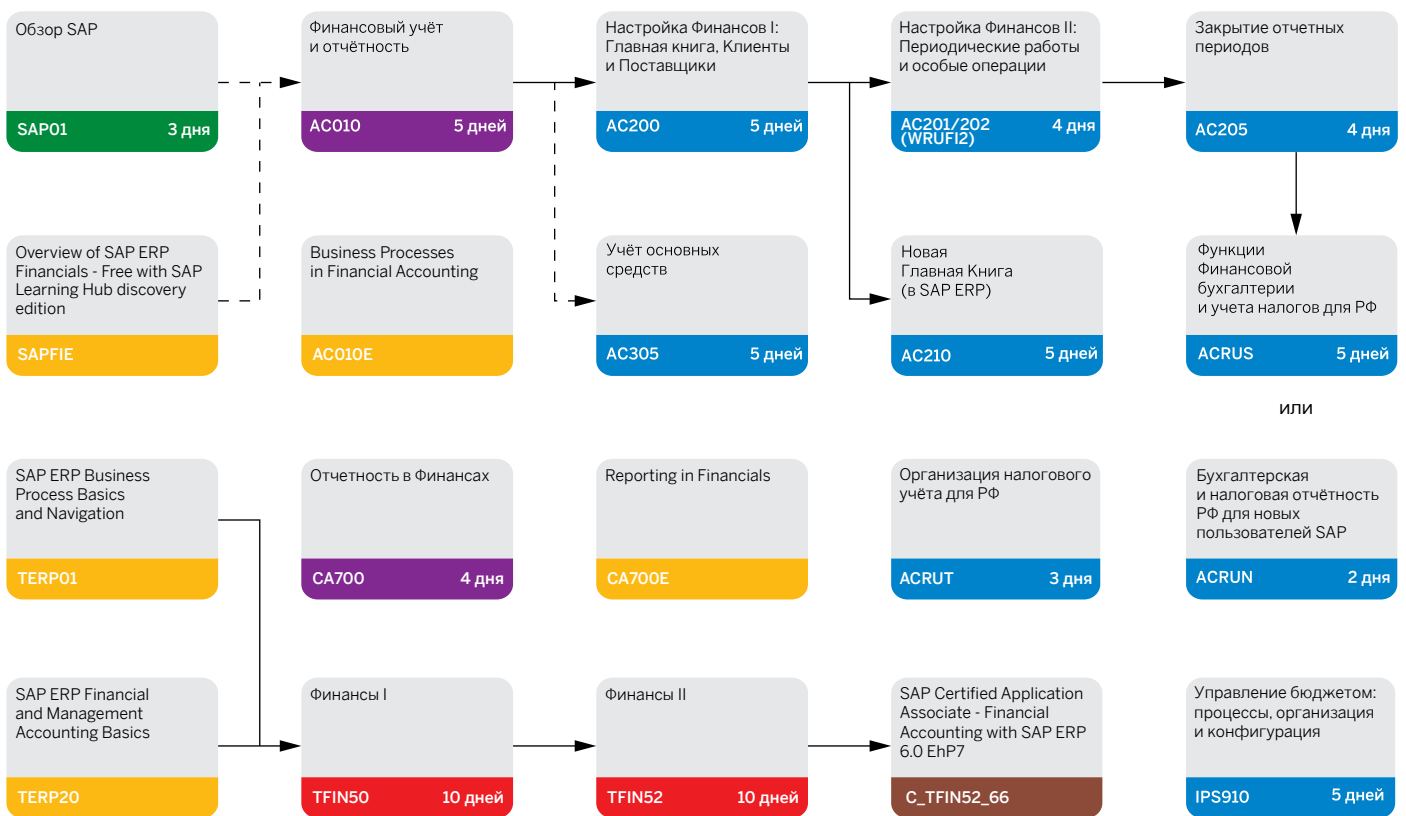 Обзор SAP
SAP01 3 дня
Финансовый учёт
и отчётность
AC010 5 дней
Настройка Финансов I:
Главная книга, Клиенты
и Поставщики
AC200 5 дней
Настройка Финансов II:
Периодические работы
и особые операции
AC201/202 4 дня
(WRUFI2)
Закрытие отчетных
периодов
AC205 4 дня
Overview of SAP ERP
Financials - Free with SAP
Learning Hub discovery
edition
SAPFIE
Business Processes
in Financial Accounting
AC010E
Учёт основных
средств
AC305 5 дней
Новая
Главная Книга
(в SAP ERP)
AC210 5 дней
Функции
Финансовой
бухгалтерии
и учета налогов для РФ
ACRUS 5 дней
или
SAP ERP Business
Process Basics
and Navigation
TERP01
Отчетность в Финансах
CA700 4 дня
Reporting in Financials
CA700E
Организация налогового
учёта для РФ
ACRUT 3 дня
Бухгалтерская
и налоговая отчётность
РФ для новых
пользователей SAP
ACRUN 2 дня
SAP ERP Financial
and Management
Accounting Basics
TERP20
Финансы I
TFIN50 10 дней
Финансы II
TFIN52 10 дней
SAP Certified Application
Associate - Financial
Accounting with SAP ERP
6.0 EhP7
C_TFIN52_66
Управление бюджетом:
процессы, организация
и конфигурация
IPS910 5 дней